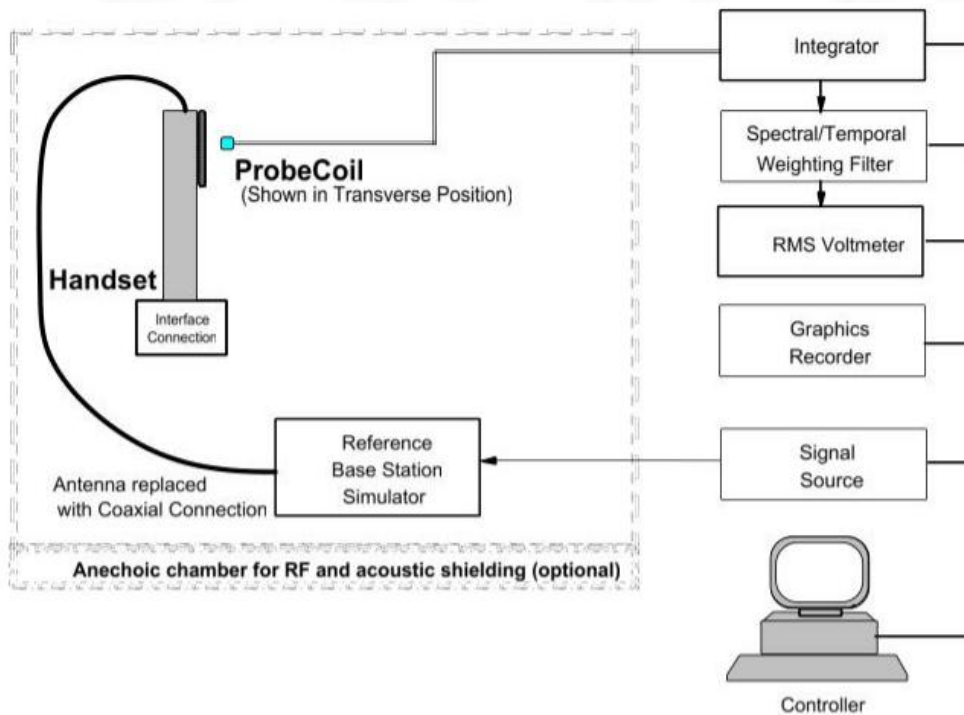 Integrator
Spectral/Temporal
Weighting Filter
ProbeCoil
(Shown in Transverse Position)
RMS Voltmeter
Handset
Interface
Connection
Graphics
Recorder
Reference
Base Station
Simulator
Signal
Source
Antenna replaced
with Coaxial Connection
Anechoic chamber for RF and acoustic shielding (optional)
Controller